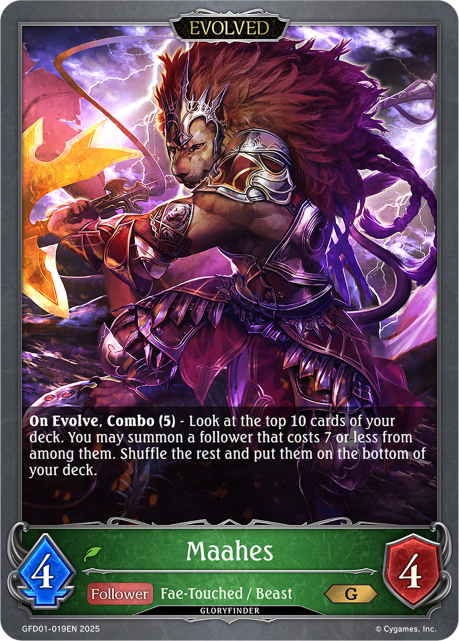 EVOLVED
On Evolve, Combo (5) - Look at the top 10 cards of your
deck. You may summon a follower that costs 7 or less from
among them. Shuffle the rest and put them on the bottom of
your deck.
Maahes
4
Follower Fae-Touched / Beast G
4
GLORYFINDER
GFD01-019EN 2025 © Cygames, Inc.